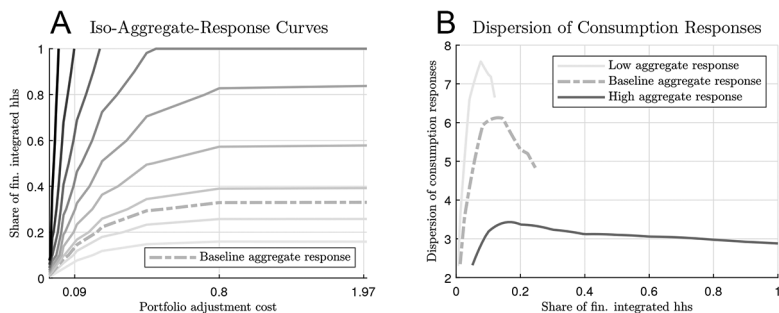 A
Iso-Aggregate-Response Curves
Share of fin. integrated hhs
1
0.8
0.6
0.4
0.2
0
Baseline aggregate response
0.09
0.8
1.97
Portfolio adjustment cost
B
Dispersion of Consumption Responses
Dispersion of consumption responses
8
7
6
5
4
3
2
Low aggregate response
Baseline aggregate response
High aggregate response
0
0.2
0.4
0.6
0.8
1
Share of fin. integrated hhs